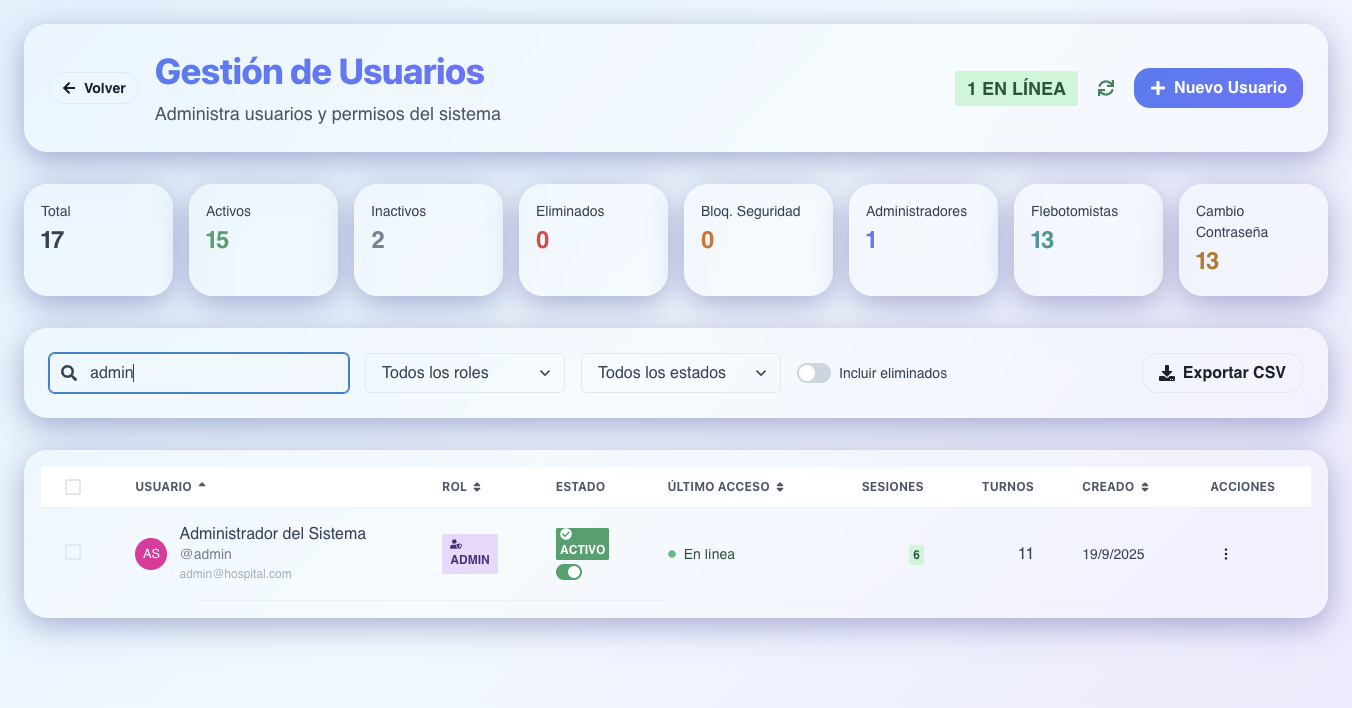 Volver
Gestión de Usuarios
Administra usuarios y permisos del sistema
1 EN LÍNEA
Nuevo Usuario
Total
17
Activos
15
Inactivos
2
Eliminados
0
Bloq. Seguridad
0
Administradores
1
Flebotomistas
13
Cambio
Contraseña
13
admin
Todos los roles
Todos los estados
Incluir eliminados
Exportar CSV
USUARIO ROL ESTADO ÚLTIMO ACCESO SESIONES TURNOS CREADO ACCIONES
AS
Administrador del Sistema
@admin
admin@hospital.com
ADMIN
ACTIVO
En línea
6
11
19/9/2025